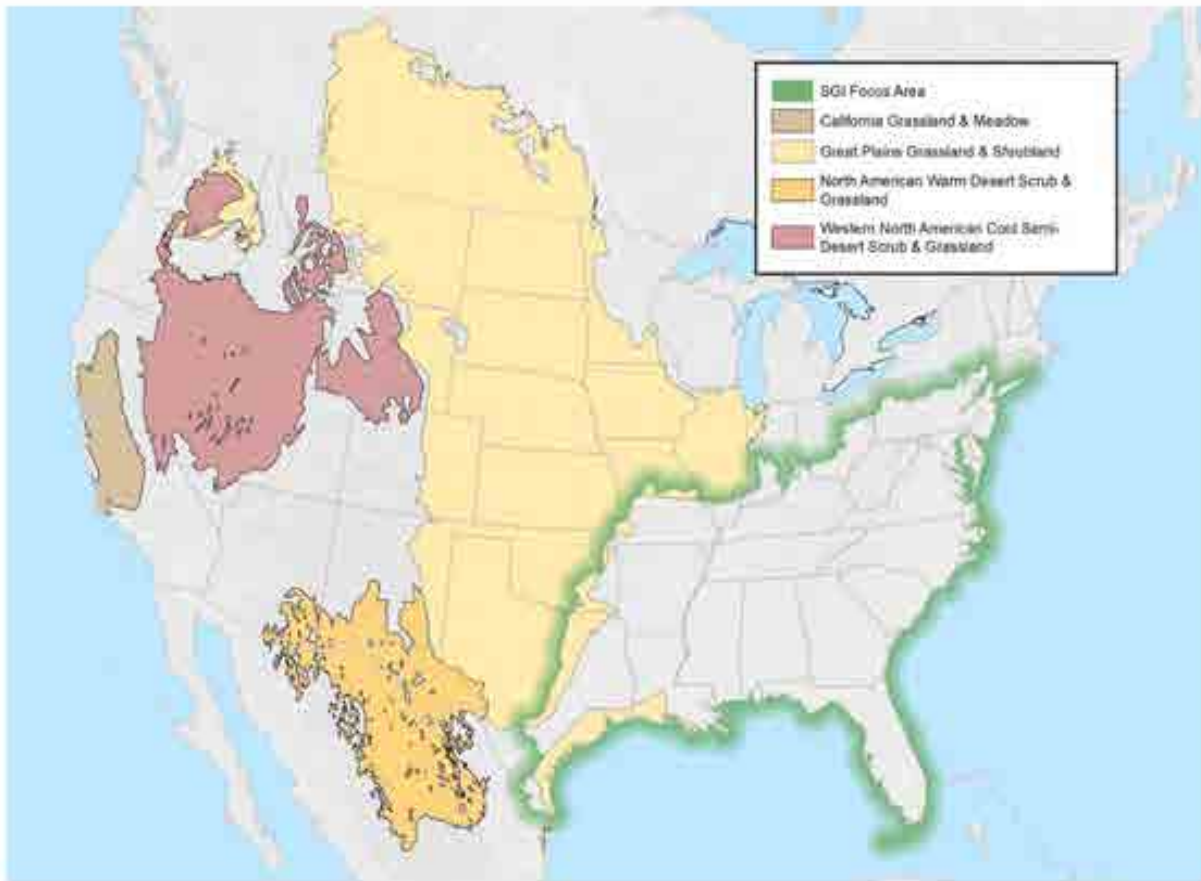 SGI Focus Area
California Grassland & Meadow
Great Plains Grassland & Shrubland
North American Warm Desert Scrub &
Grassland
Western North American Cool Semi-
Desert Scrub & Grassland